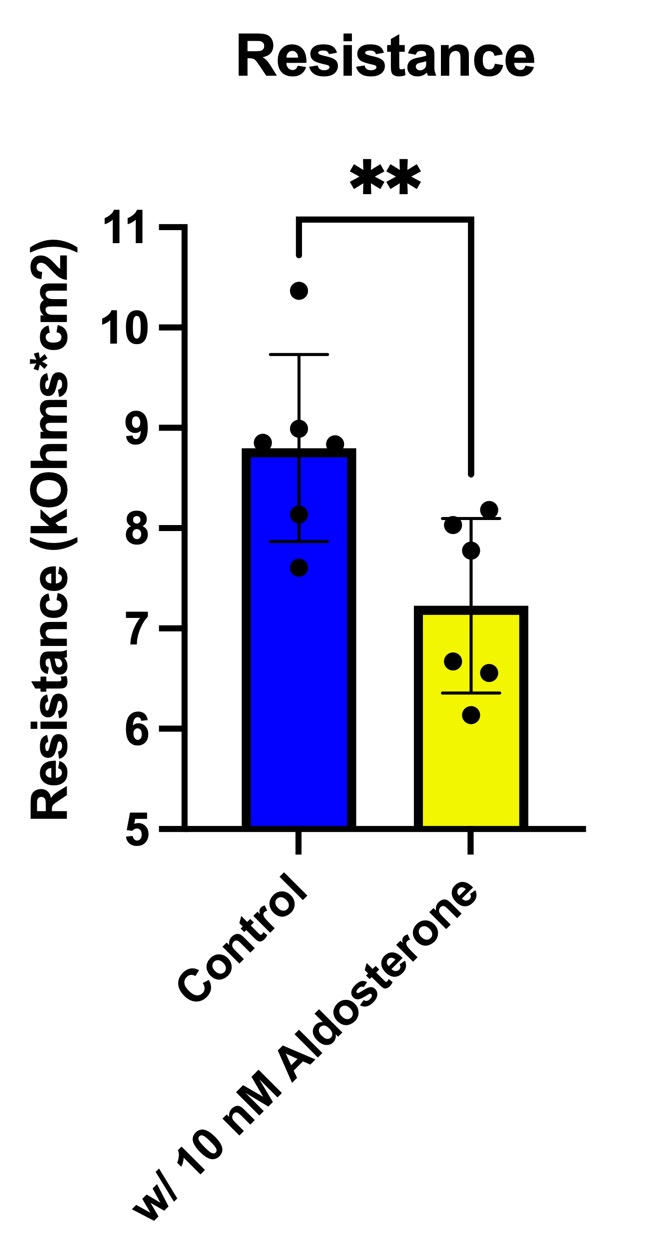 Resistance
**
11
10
9
8
7
6
5
Resistance (kOhms*cm2)
Control
w/ 10 nM Aldosterone